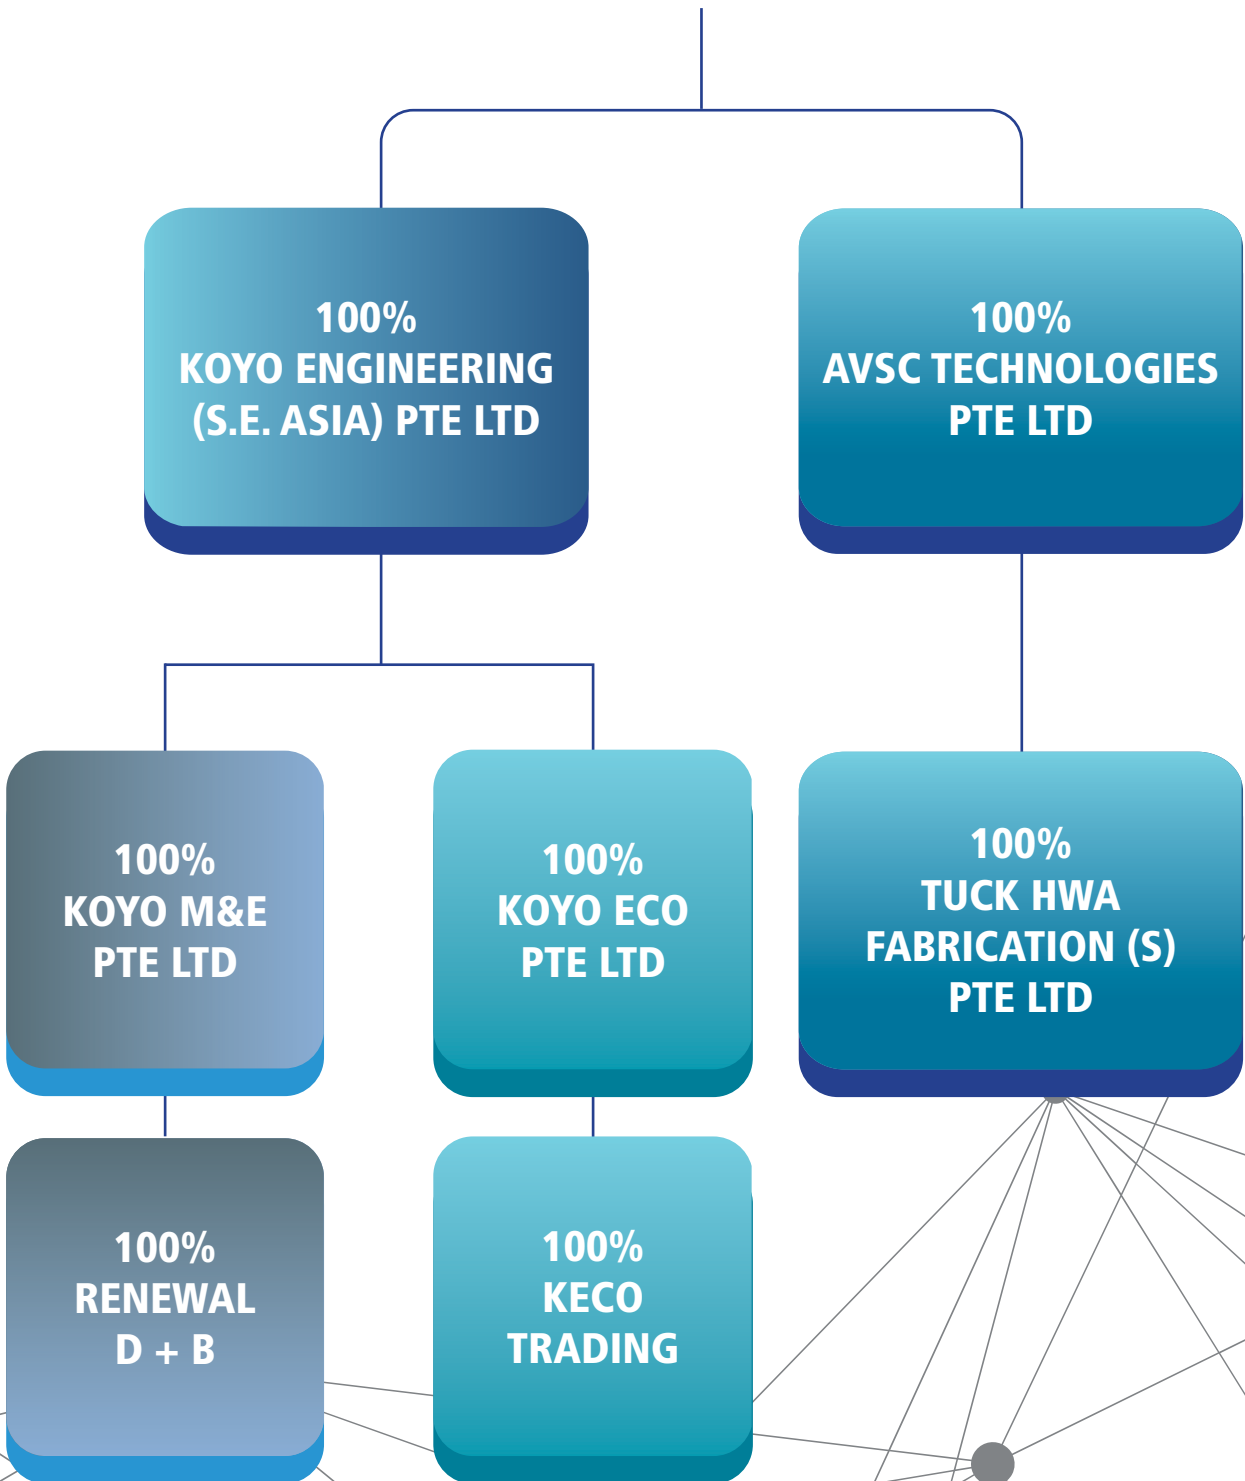 100%
KOYO ENGINEERING
(S.E. ASIA) PTE LTD
100%
AVSC TECHNOLOGIES
PTE LTD
100%
KOYO M&E
PTE LTD
100%
KOYO ECO
PTE LTD
100%
TUCK HWA
FABRICATION (S)
PTE LTD
100%
RENEWAL
D + B
100%
KECO
TRADING